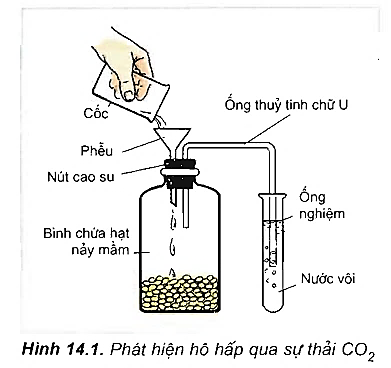 Cốc
Ống thuỷ tinh chữ U
Phễu
Nút cao su
Ống
nghiệm
Bình chứa hạt
nảy mầm
Nước vôi
Hình 14.1. Phát hiện hô hấp qua sự thải CO₂